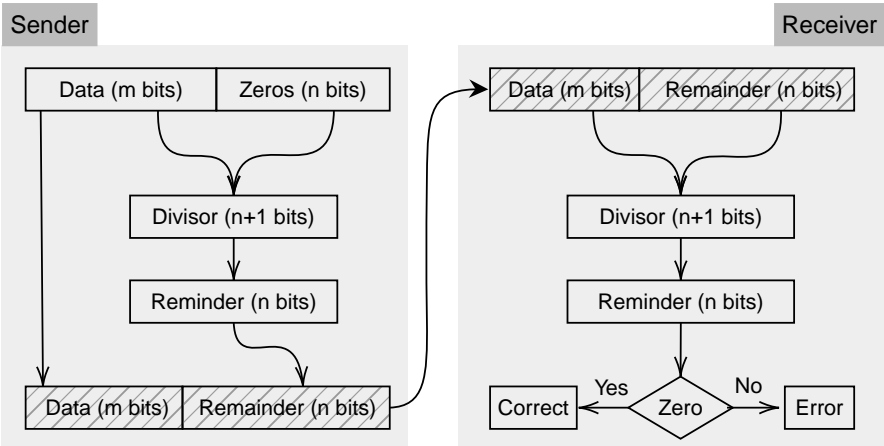 Sender
Data (m bits)
Zeros (n bits)
Divisor (n+1 bits)
Reminder (n bits)
Data (m bits)
Remainder (n bits)
Receiver
Data (m bits)
Remainder (n bits)
Divisor (n+1 bits)
Reminder (n bits)
Correct
Yes
Zero
No
Error